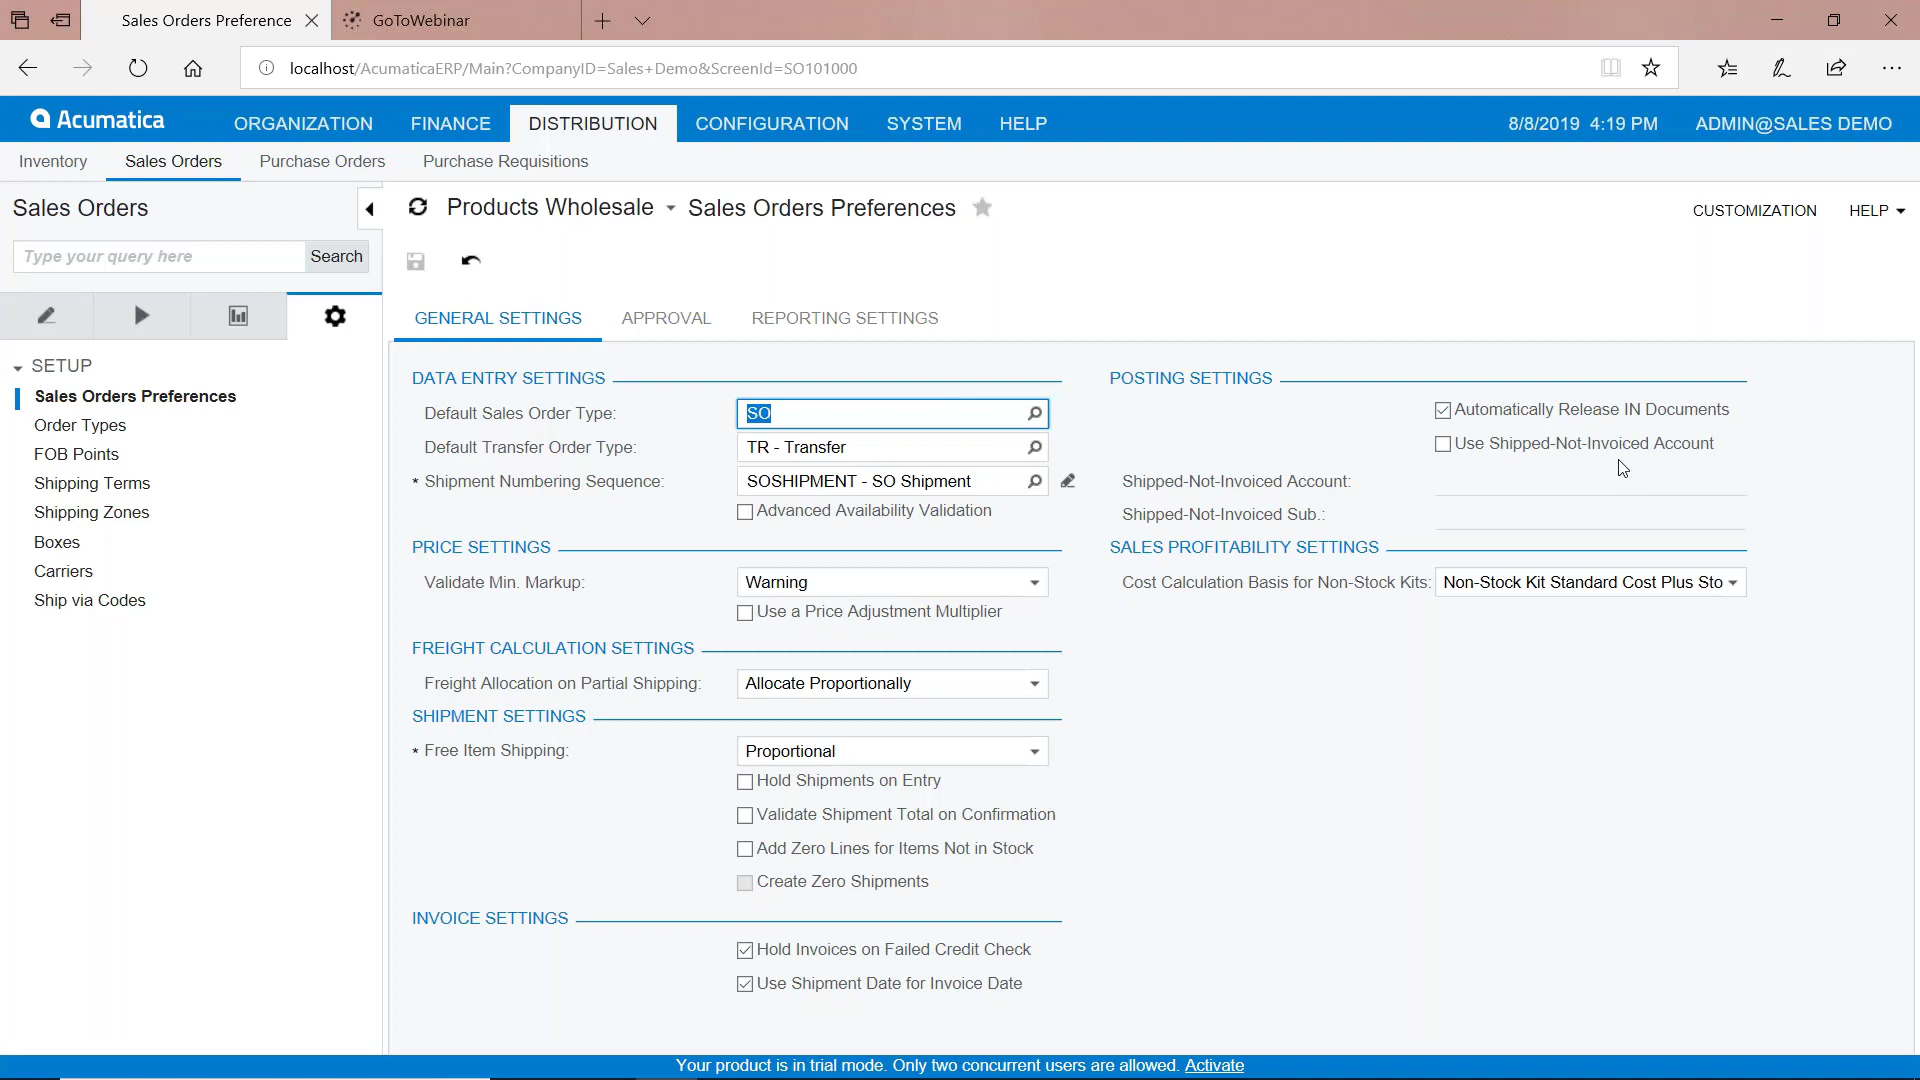 Sales Orders Preference
GoToWebinar
localhost/AcumaticaERP/Main?CompanyID=Sales+Demo&ScreenId=SO101000
Acumatica ORGANIZATION FINANCE DISTRIBUTION CONFIGURATION SYSTEM HELP 8/8/2019 4:19 PM ADMIN@SALES DEMO
Inventory Sales Orders Purchase Orders Purchase Requisitions
Sales Orders
Type your query here Search
SETUP
Sales Orders Preferences
Order Types
FOB Points
Shipping Terms
Shipping Zones
Boxes
Carriers
Ship via Codes
Products Wholesale Sales Orders Preferences
CUSTOMIZATION HELP
GENERAL SETTINGS APPROVAL REPORTING SETTINGS
DATA ENTRY SETTINGS
Default Sales Order Type: SO
Default Transfer Order Type: TR - Transfer
* Shipment Numbering Sequence: SOSHIPMENT - SO Shipment
Advanced Availability Validation
PRICE SETTINGS
Validate Min. Markup: Warning
Use a Price Adjustment Multiplier
FREIGHT CALCULATION SETTINGS
Freight Allocation on Partial Shipping: Allocate Proportionally
SHIPMENT SETTINGS
* Free Item Shipping: Proportional
Hold Shipments on Entry
Validate Shipment Total on Confirmation
Add Zero Lines for Items Not in Stock
Create Zero Shipments
INVOICE SETTINGS
Hold Invoices on Failed Credit Check
Use Shipment Date for Invoice Date
POSTING SETTINGS
Automatically Release IN Documents
Use Shipped-Not-Invoiced Account
Shipped-Not-Invoiced Account:
Shipped-Not-Invoiced Sub.:
SALES PROFITABILITY SETTINGS
Cost Calculation Basis for Non-Stock Kits: Non-Stock Kit Standard Cost Plus Sto
Your product is in trial mode. Only two concurrent users are allowed. Activate